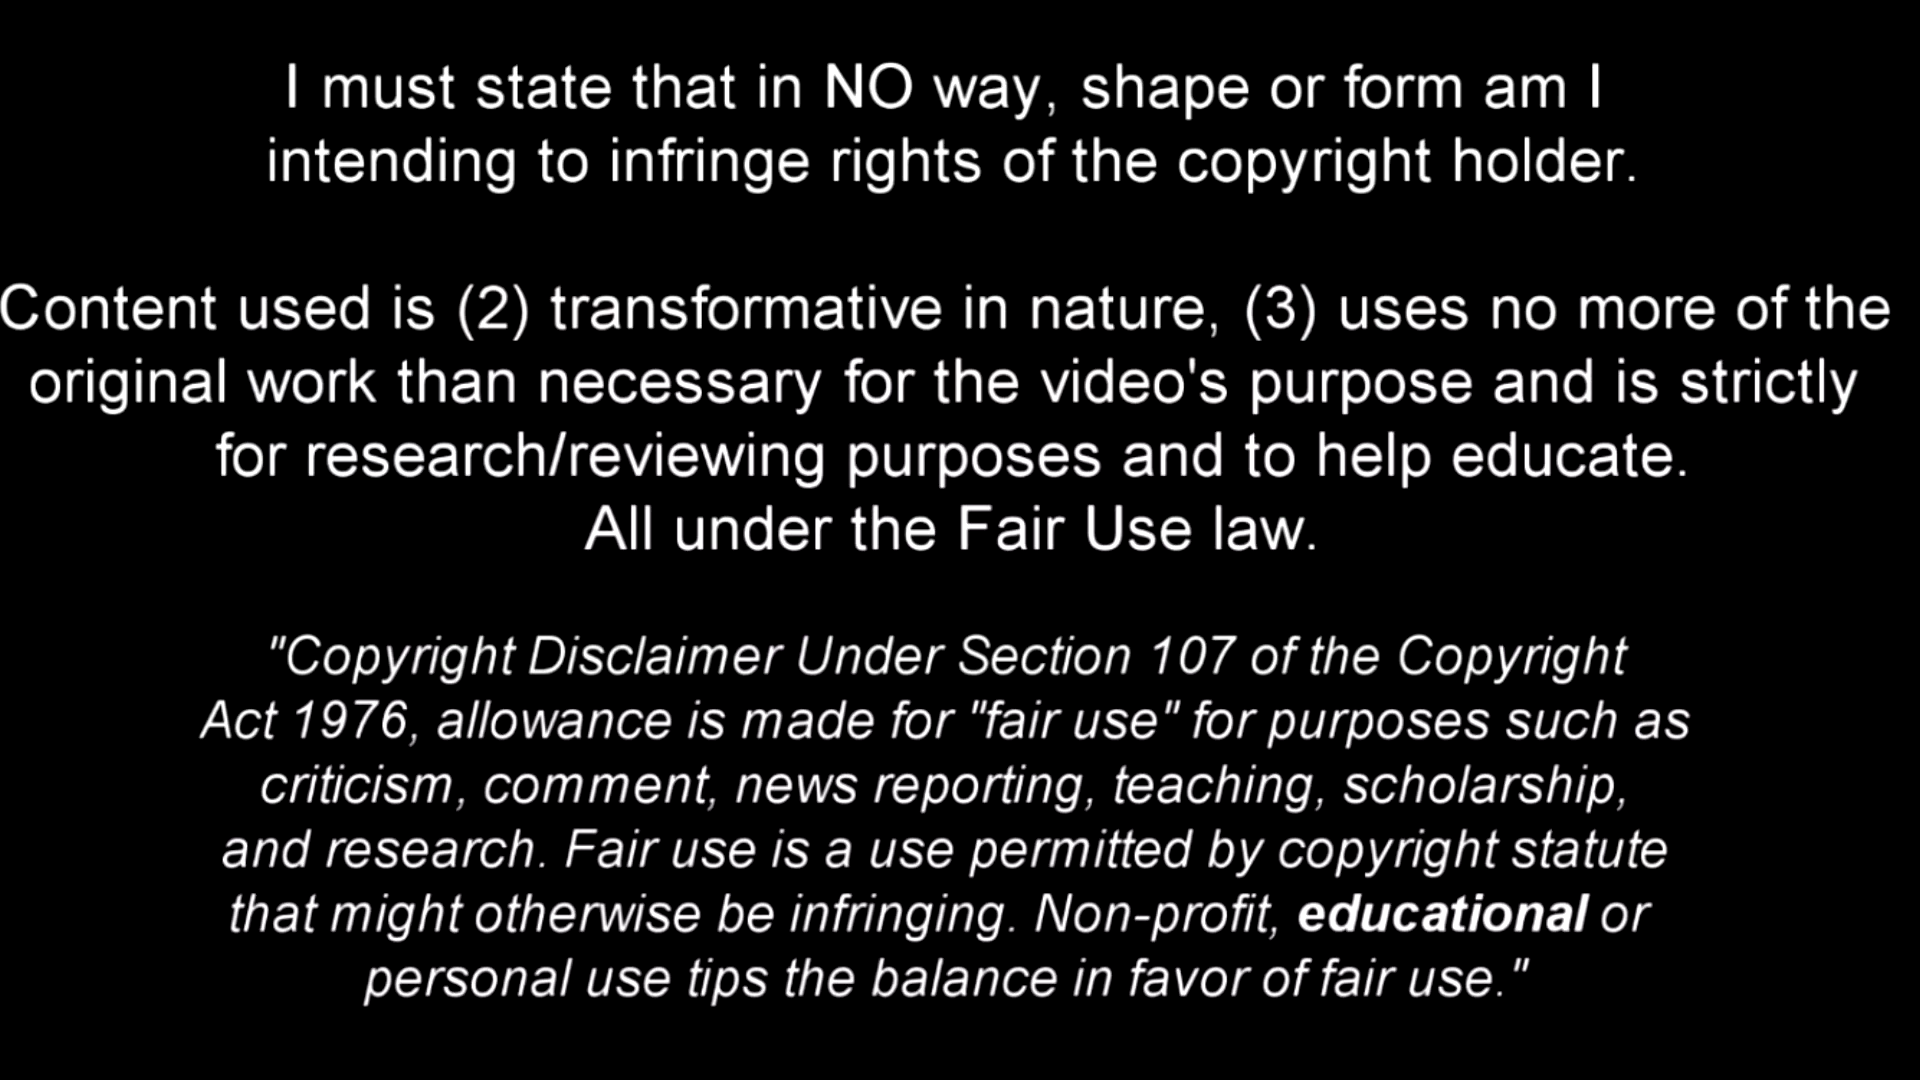 I must state that in NO way, shape or form am I
intending to infringe rights of the copyright holder.
Content used is (2) transformative in nature, (3) uses no more of the
original work than necessary for the video's purpose and is strictly
for research/reviewing purposes and to help educate.
All under the Fair Use law.
"Copyright Disclaimer Under Section 107 of the Copyright
Act 1976, allowance is made for "fair use" for purposes such as
criticism, comment, news reporting, teaching, scholarship,
and research. Fair use is a use permitted by copyright statute
that might otherwise be infringing. Non-profit, educational or
personal use tips the balance in favor of fair use."